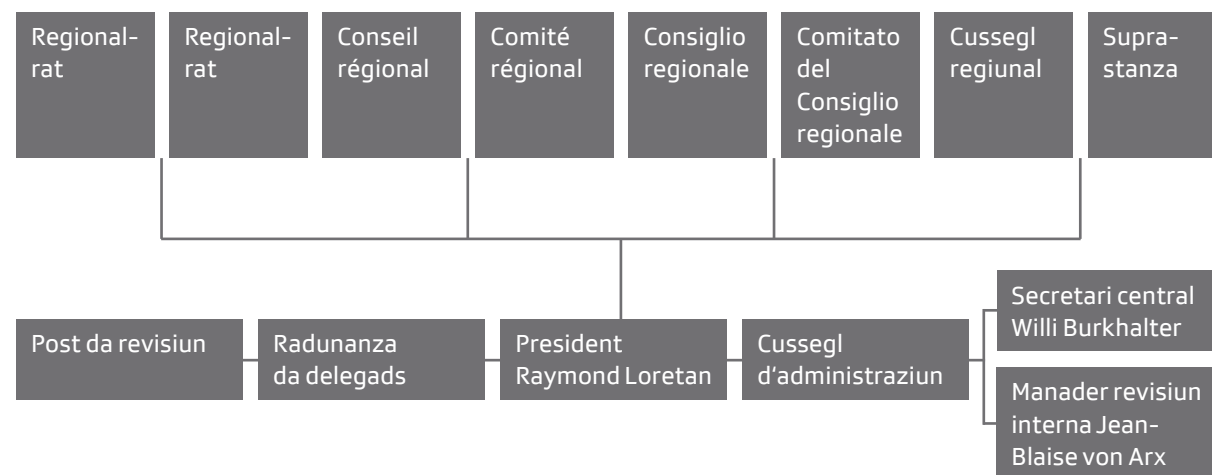 Regional-
rat
Regional-
rat
Conseil
régional
Comité
régional
Consiglio
regionale
Comitato
del
Consiglio
regionale
Cussegl
regiunal
Supra-
stanza
Post da revisiun
Radunanza
da delegads
President
Raymond Loretan
Cussegl
d‘administraziun
Secretari central
Willi Burkhalter
Manader revisiun
interna Jean-
Blaise von Arx